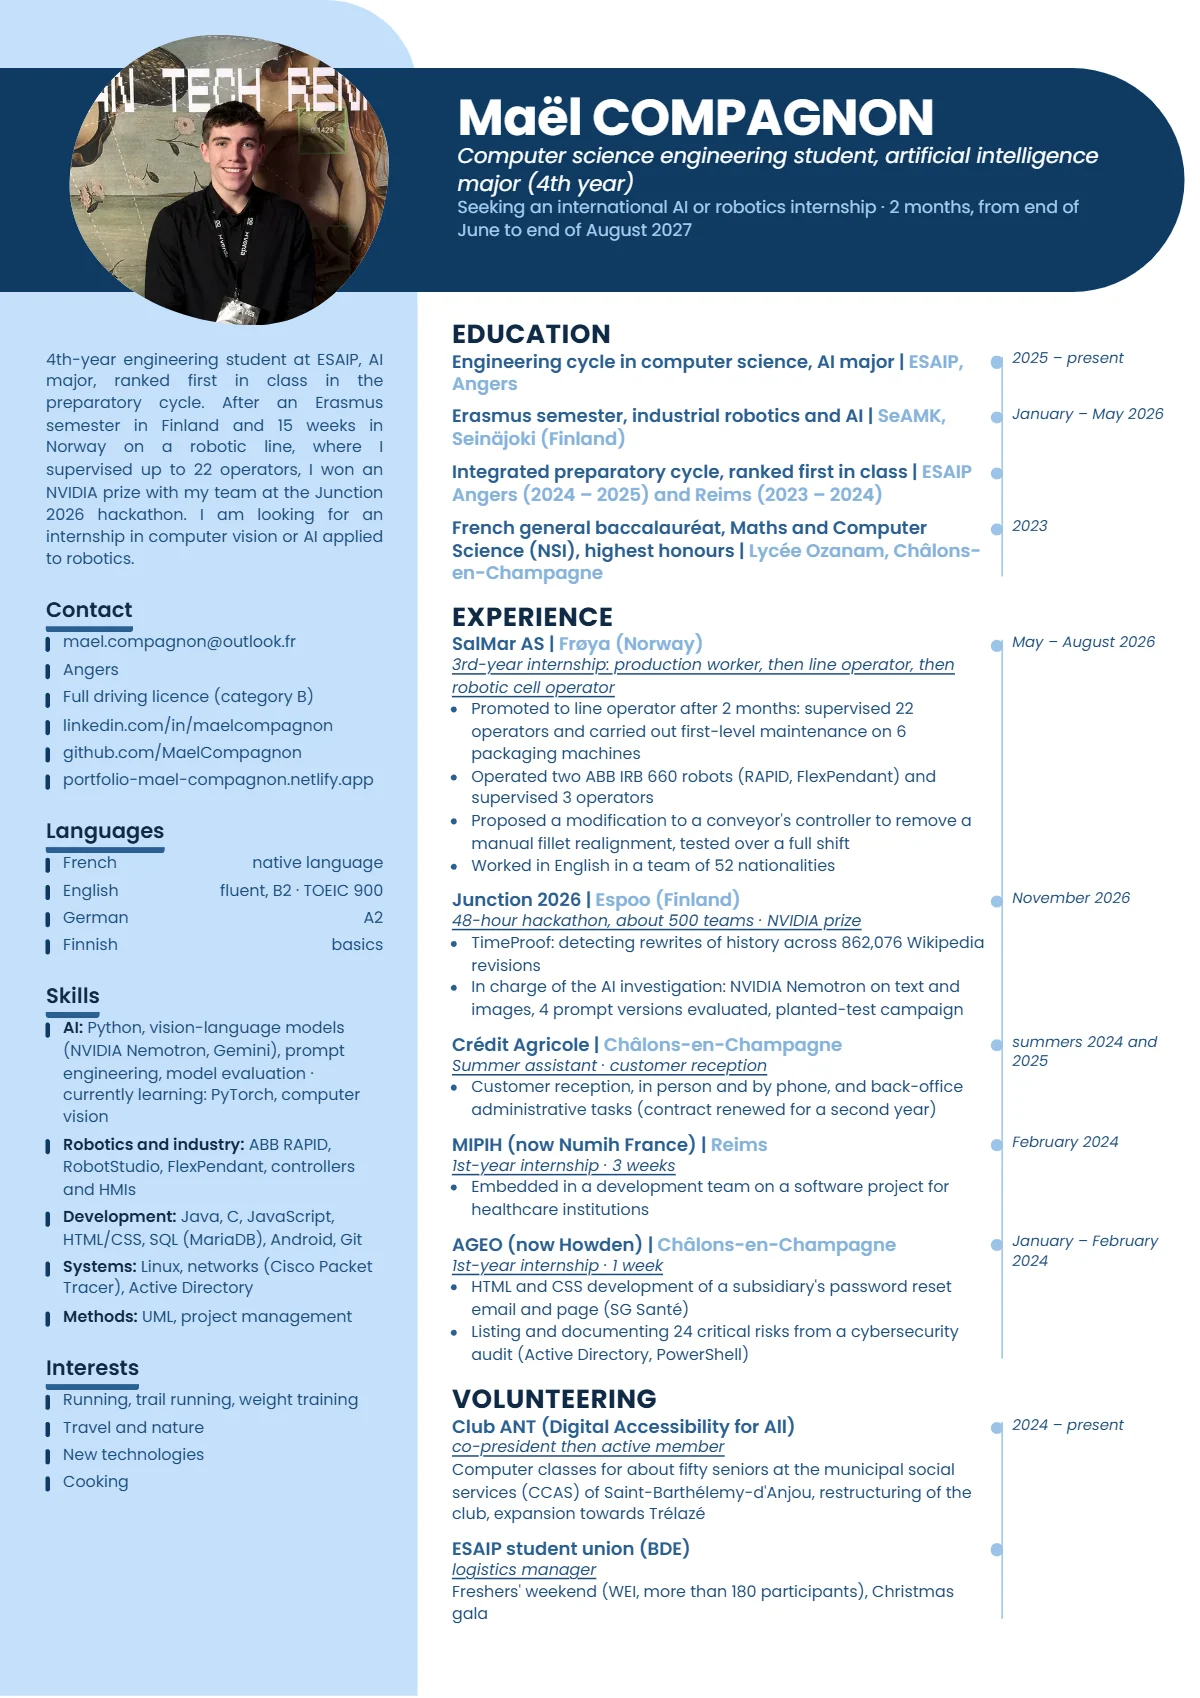 AN TECH REN
0.1429
Maël COMPAGNON
Computer science engineering student, artificial intelligence
major (4th year)
Seeking an international AI or robotics internship · 2 months, from end of
June to end of August 2027
4th-year engineering student at ESAIP, AI
major, ranked first in class in the
preparatory cycle. After an Erasmus
semester in Finland and 15 weeks in
Norway on a robotic line, where I
supervised up to 22 operators, I won an
NVIDIA prize with my team at the Junction
2026 hackathon. I am looking for an
internship in computer vision or AI applied
to robotics.
Contact
mael.compagnon@outlook.fr
Angers
Full driving licence (category B)
linkedin.com/in/maelcompagnon
github.com/MaelCompagnon
portfolio-mael-compagnon.netlify.app
Languages
French native language
English fluent, B2 · TOEIC 900
German A2
Finnish basics
Skills
AI: Python, vision-language models
(NVIDIA Nemotron, Gemini), prompt
engineering, model evaluation ·
currently learning: PyTorch, computer
vision
Robotics and industry: ABB RAPID,
RobotStudio, FlexPendant, controllers
and HMIs
Development: Java, C, JavaScript,
HTML/CSS, SQL (MariaDB), Android, Git
Systems: Linux, networks (Cisco Packet
Tracer), Active Directory
Methods: UML, project management
Interests
Running, trail running, weight training
Travel and nature
New technologies
Cooking
EDUCATION
Engineering cycle in computer science, AI major | ESAIP,
Angers
2025 – present
Erasmus semester, industrial robotics and AI | SeAMK,
Seinäjoki (Finland)
January – May 2026
Integrated preparatory cycle, ranked first in class | ESAIP
Angers (2024 – 2025) and Reims (2023 – 2024)
French general baccalauréat, Maths and Computer
Science (NSI), highest honours | Lycée Ozanam, Châlons-
en-Champagne
2023
EXPERIENCE
SalMar AS | Frøya (Norway)
May – August 2026
3rd-year internship: production worker, then line operator, then
robotic cell operator
• Promoted to line operator after 2 months: supervised 22
operators and carried out first-level maintenance on 6
packaging machines
• Operated two ABB IRB 660 robots (RAPID, FlexPendant) and
supervised 3 operators
• Proposed a modification to a conveyor's controller to remove a
manual fillet realignment, tested over a full shift
• Worked in English in a team of 52 nationalities
Junction 2026 | Espoo (Finland)
November 2026
48-hour hackathon, about 500 teams · NVIDIA prize
• TimeProof: detecting rewrites of history across 862,076 Wikipedia
revisions
• In charge of the AI investigation: NVIDIA Nemotron on text and
images, 4 prompt versions evaluated, planted-test campaign
Crédit Agricole | Châlons-en-Champagne
summers 2024 and
2025
Summer assistant · customer reception
• Customer reception, in person and by phone, and back-office
administrative tasks (contract renewed for a second year)
MIPIH (now Numih France) | Reims
February 2024
1st-year internship · 3 weeks
• Embedded in a development team on a software project for
healthcare institutions
AGEO (now Howden) | Châlons-en-Champagne
January – February
2024
1st-year internship · 1 week
• HTML and CSS development of a subsidiary's password reset
email and page (SG Santé)
• Listing and documenting 24 critical risks from a cybersecurity
audit (Active Directory, PowerShell)
VOLUNTEERING
Club ANT (Digital Accessibility for All)
2024 – present
co-president then active member
Computer classes for about fifty seniors at the municipal social
services (CCAS) of Saint-Barthélemy-d'Anjou, restructuring of the
club, expansion towards Trélazé
ESAIP student union (BDE)
logistics manager
Freshers' weekend (WEI, more than 180 participants), Christmas
gala